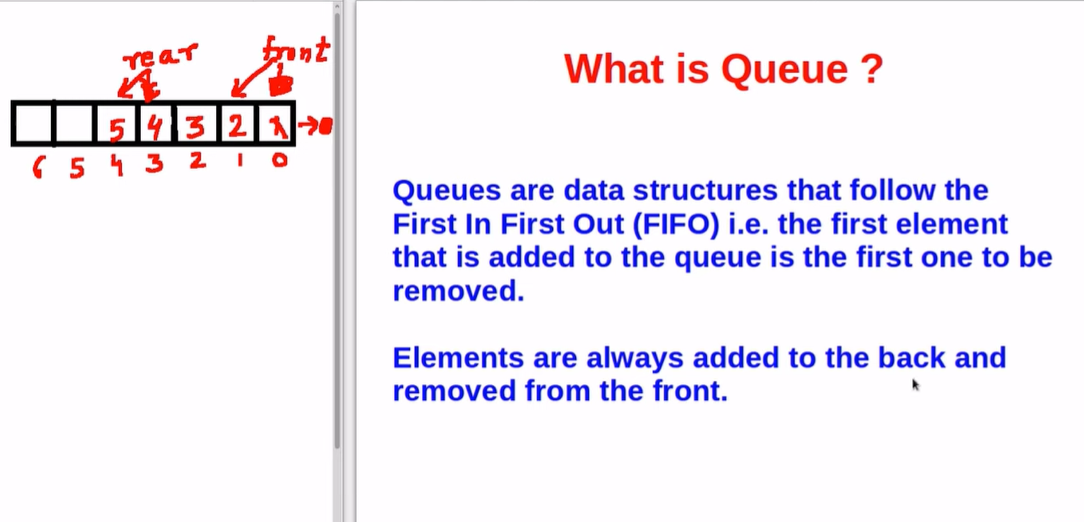 rear front
5 4 3 2 1
6 5 4 3 2 1 0
What is Queue ?
Queues are data structures that follow the
First In First Out (FIFO) i.e. the first element
that is added to the queue is the first one to be
removed.
Elements are always added to the back and
removed from the front.